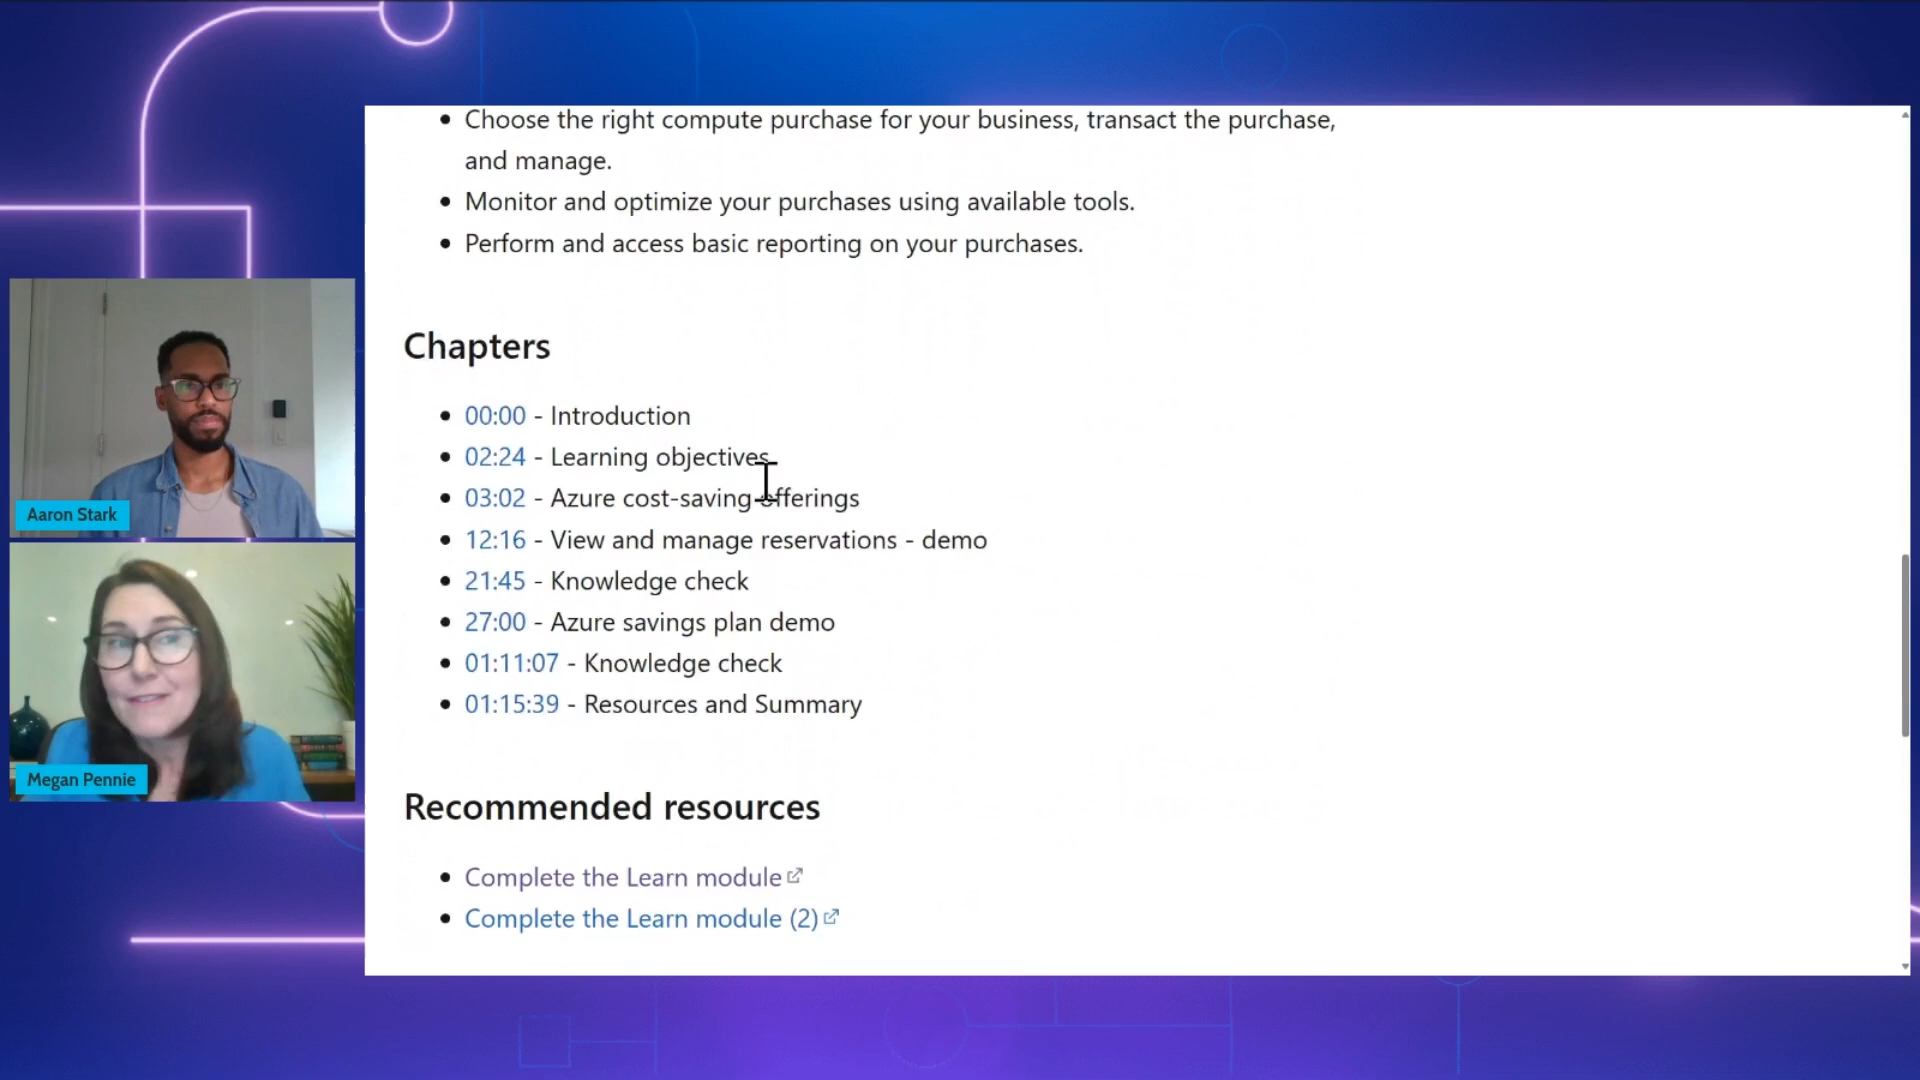 Choose the right compute purchase for your business, transact the purchase,
and manage.
Monitor and optimize your purchases using available tools.
Perform and access basic reporting on your purchases.
Chapters
00:00 - Introduction
02:24 - Learning objectives
03:02 - Azure cost-saving offerings
12:16 - View and manage reservations - demo
21:45 - Knowledge check
27:00 - Azure savings plan demo
01:11:07 - Knowledge check
01:15:39 - Resources and Summary
Recommended resources
Complete the Learn module
Complete the Learn module (2)
Aaron Stark
Megan Pennie